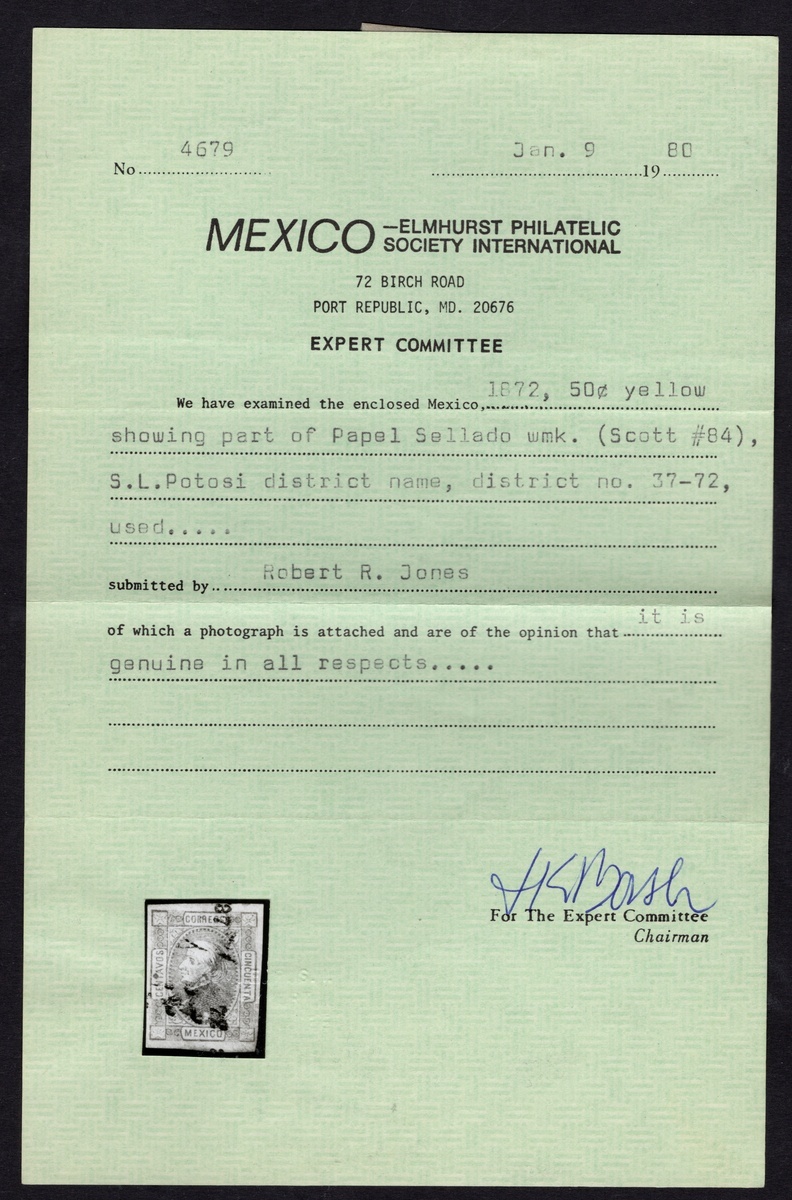 No. 4679 Jan. 9 19 80
MEXICO —ELMHURST PHILATELIC
SOCIETY INTERNATIONAL
72 BIRCH ROAD
PORT REPUBLIC, MD. 20676
EXPERT COMMITTEE
We have examined the enclosed Mexico, 1872, 50¢ yellow
showing part of Papel Sellado wmk. (Scott #84),
S.L.Potosi district name, district no. 37-72,
used.....
submitted by Robert R. Jones
of which a photograph is attached and are of the opinion that it is
genuine in all respects.....
For The Expert Committee
Chairman
CORREOS
CENTAVOS
CINCUENTA
MEXICO